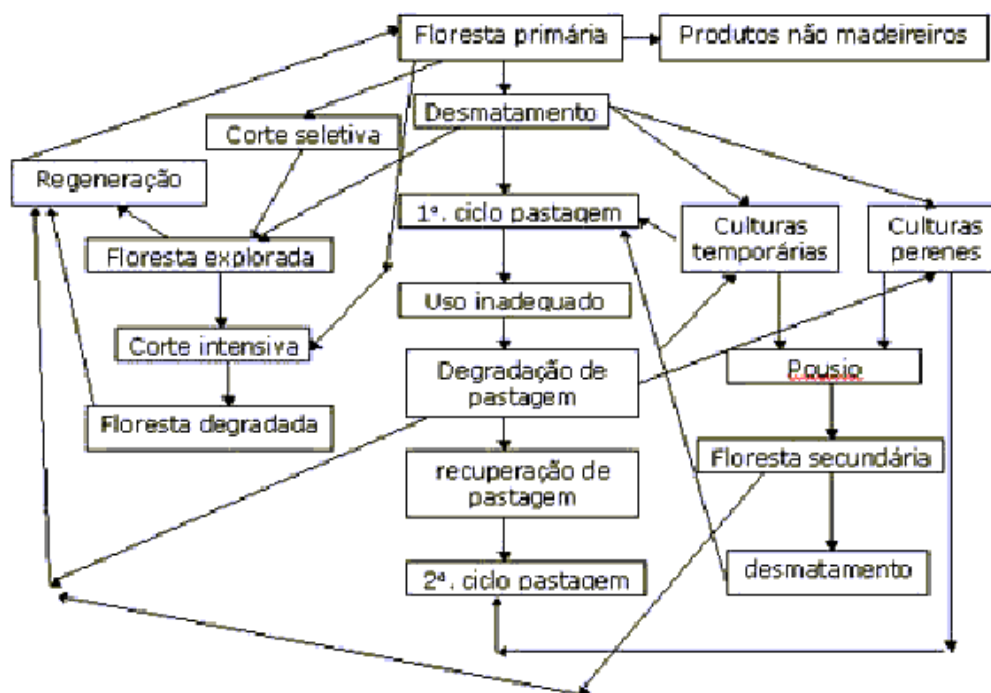 Floresta primária
Produtos não madeireiros
Desmatamento
Corte seletiva
Regeneração
1ª. ciclo pastagem
Culturas
temporárias
Culturas
perenes
Floresta explorada
Uso inadequado
Corte intensiva
Degradação de
pastagem
Pousio
Floresta degradada
Floresta secundária
recuperação de
pastagem
desmatamento
2ª. ciclo pastagem